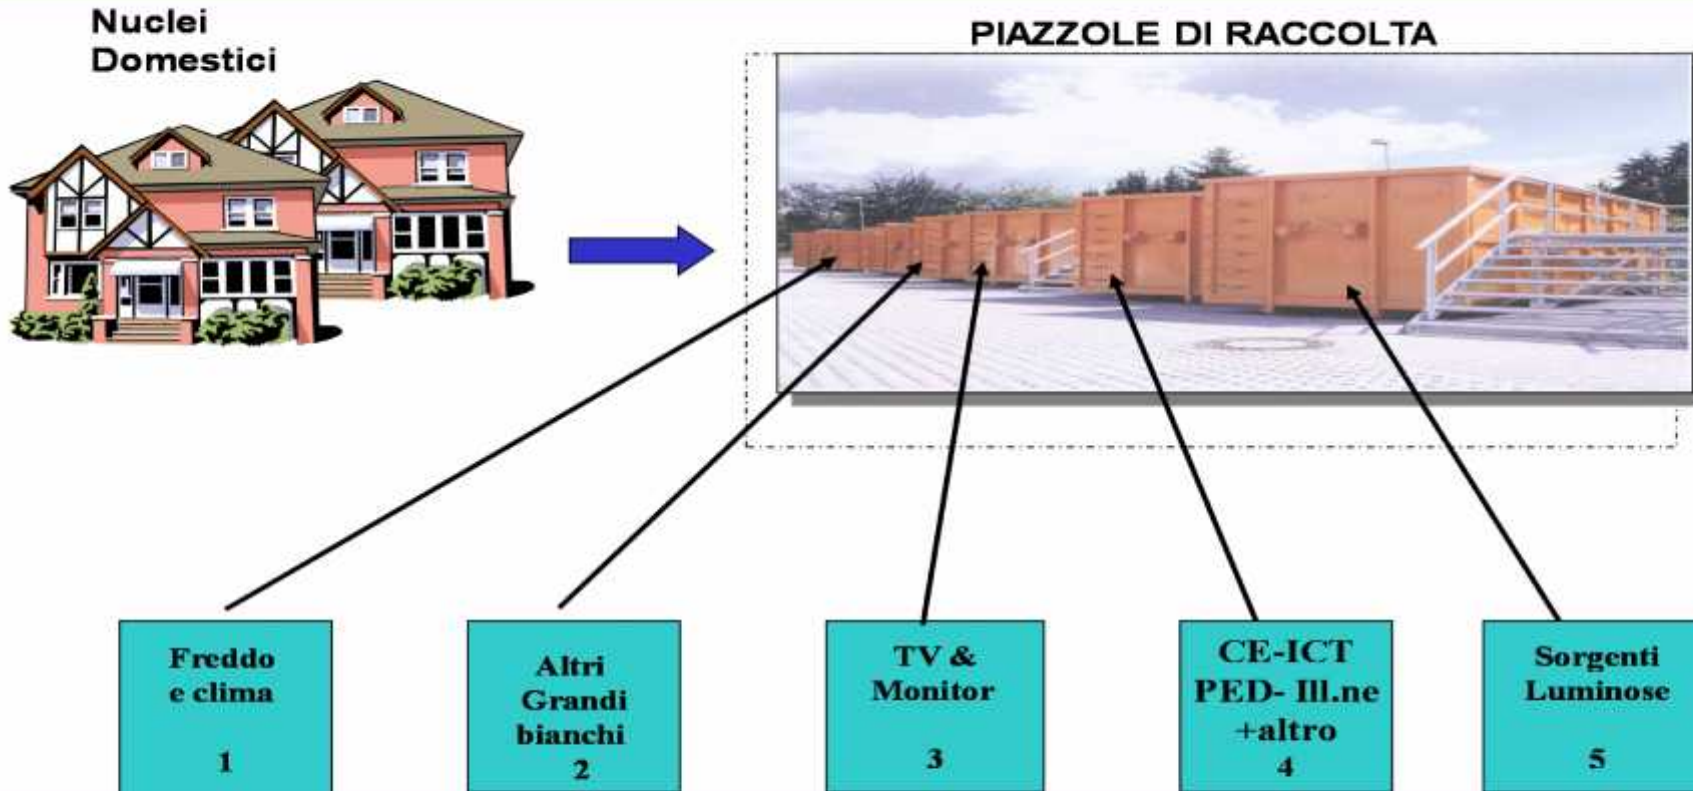 Nuclei
Domestici
PIAZZOLE DI RACCOLTA
Freddo
e clima
1
Altri
Grandi
bianchi
2
TV &
Monitor
3
CE-ICT
PED- Ill.ne
+altro
4
Sorgenti
Luminose
5